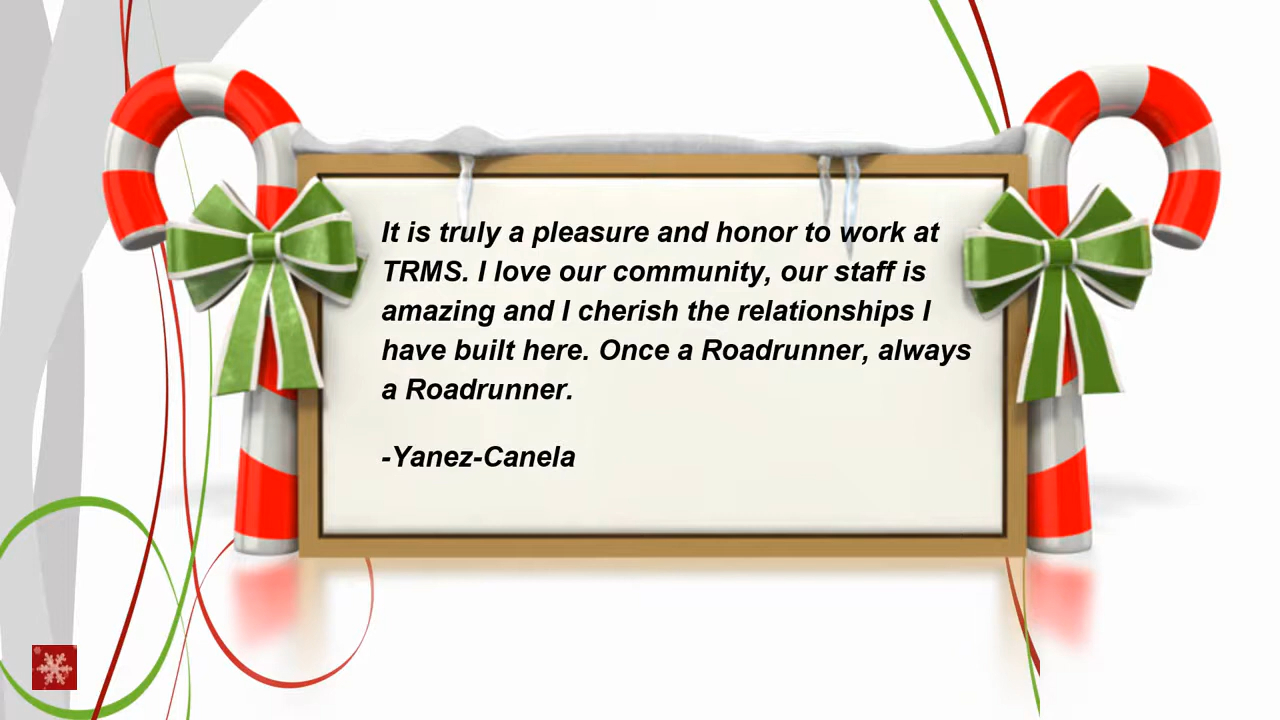 It is truly a pleasure and honor to work at
TRMS. I love our community, our staff is
amazing and I cherish the relationships I
have built here. Once a Roadrunner, always
a Roadrunner.
-Yanez-Canela